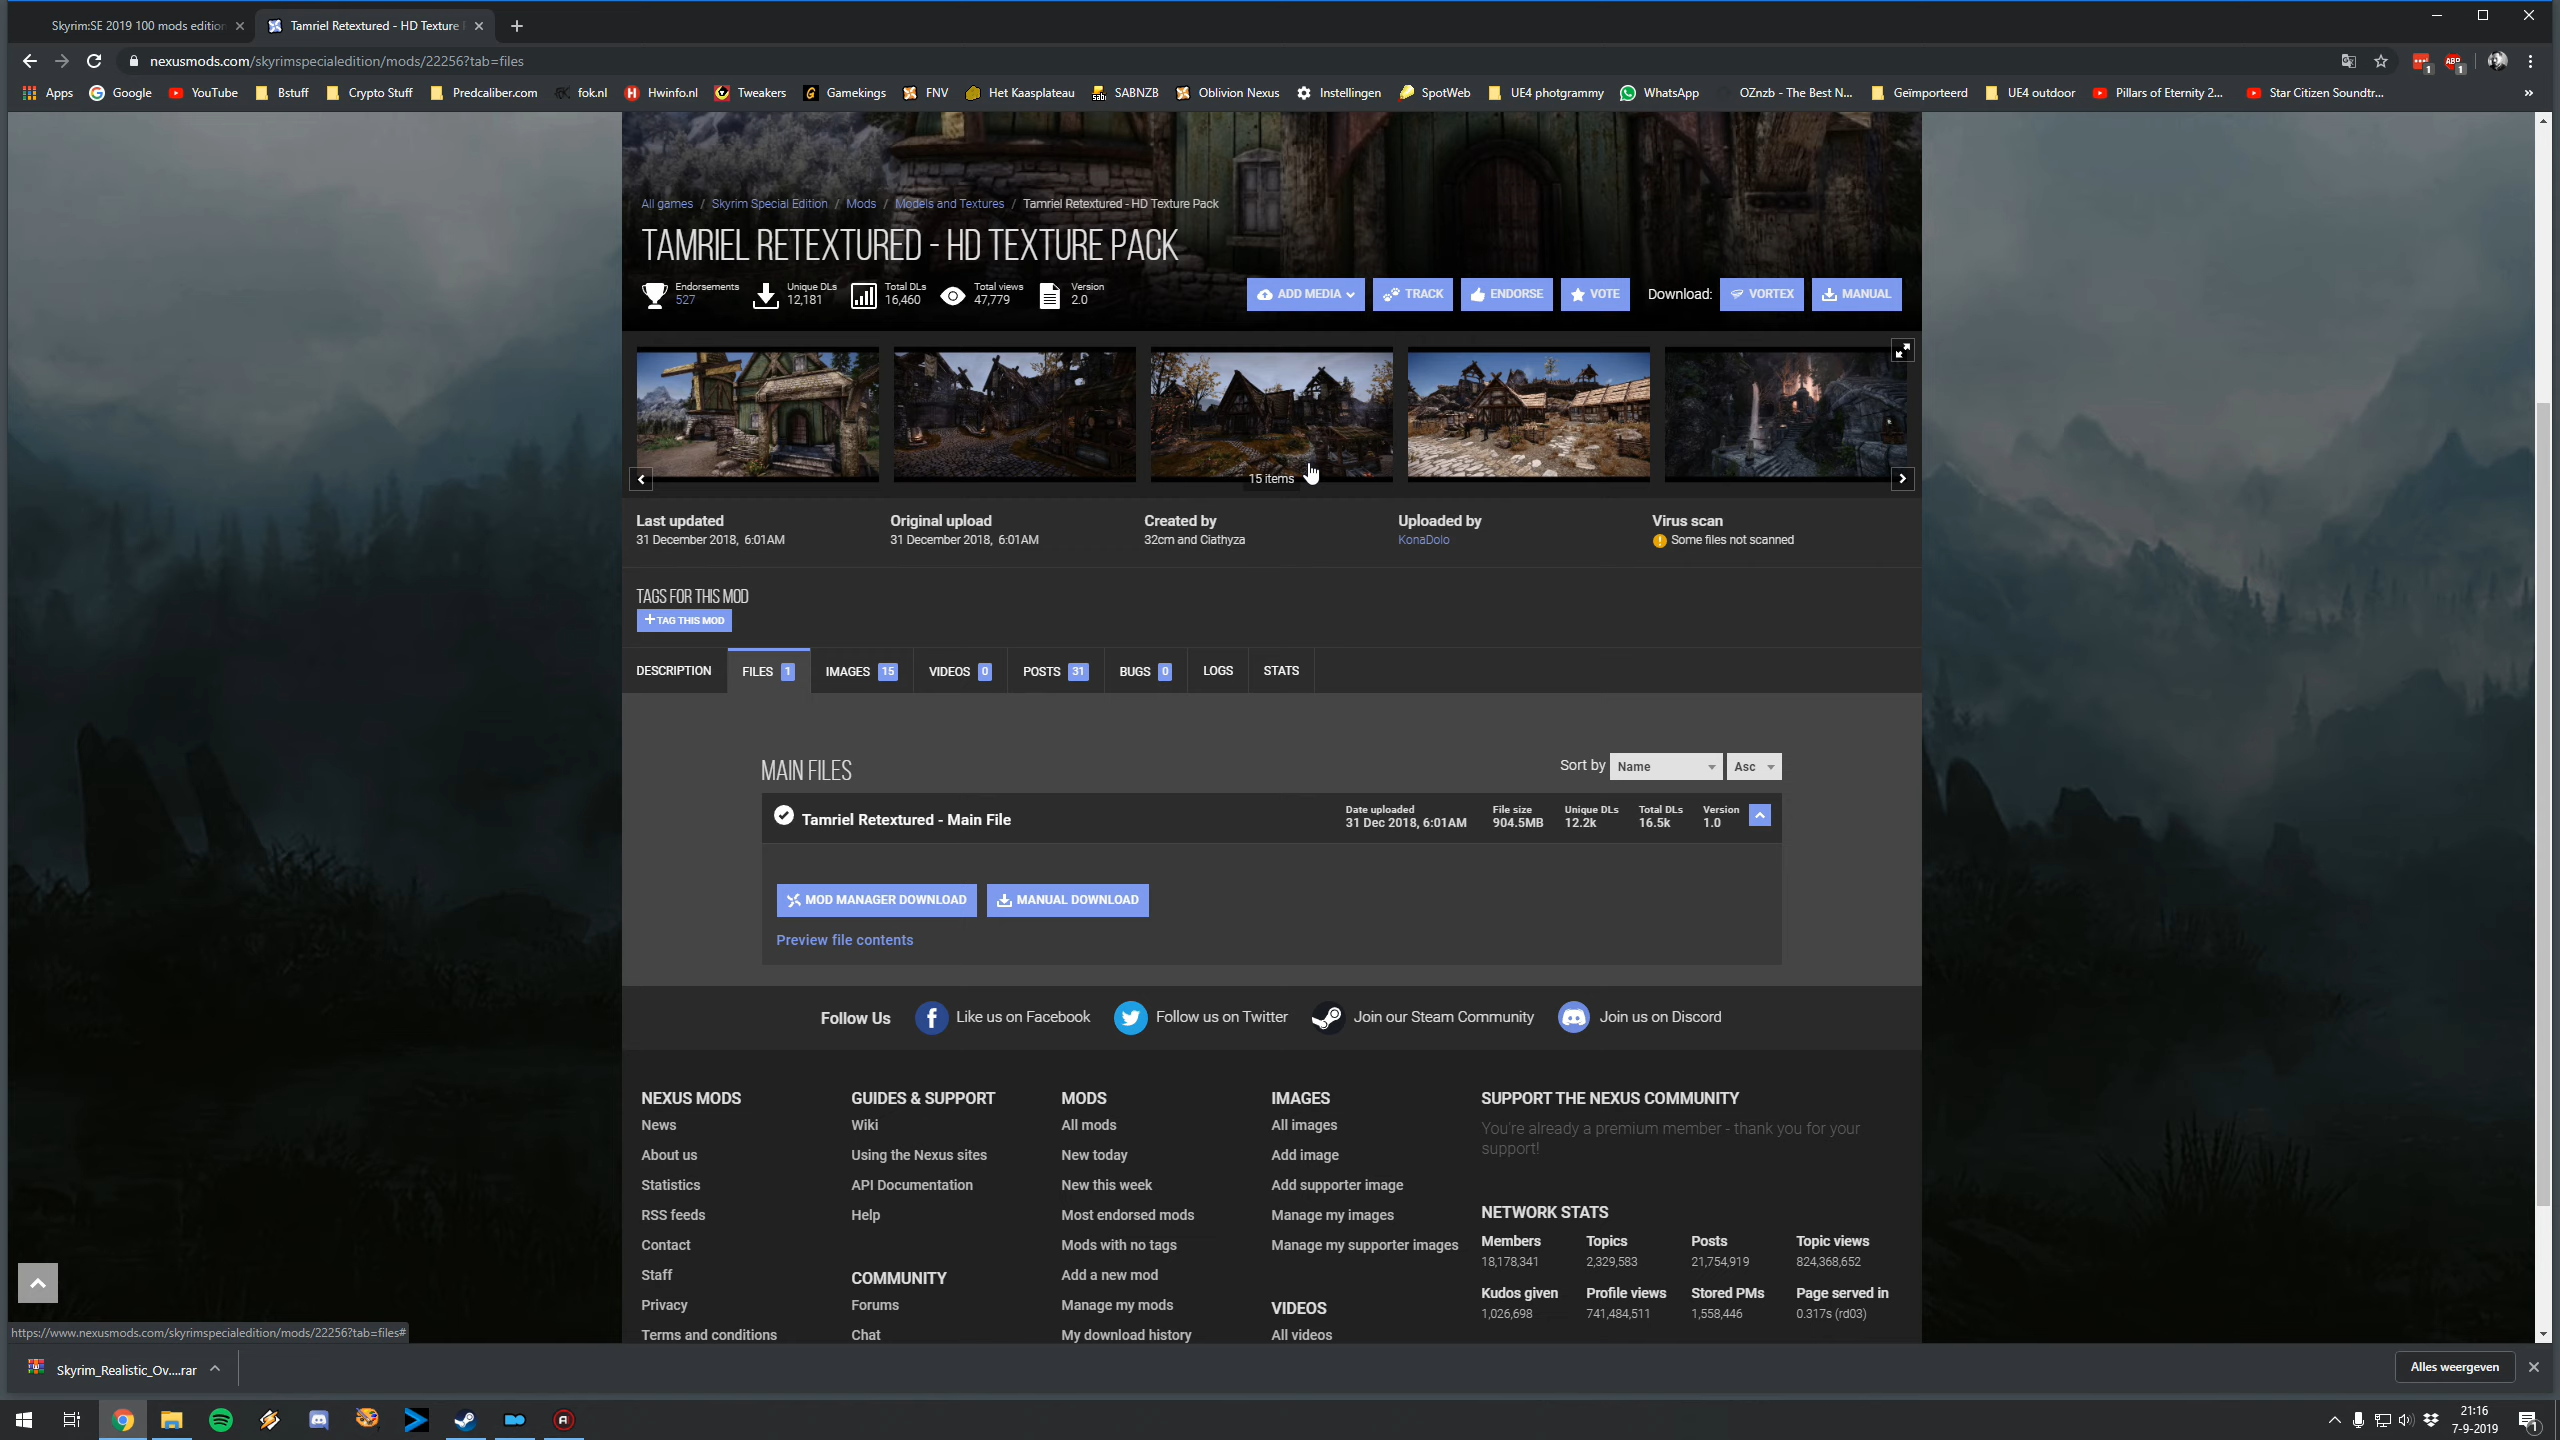 Skyrim:SE 2019 100 mods edition
Tamriel Retextured - HD Texture
nexusmods.com/skyrimspecialedition/mods/22256?tab=files
1
ABP 1
Apps Google YouTube Bstuff Crypto Stuff Predcaliber.com fok.nl Hwinfo.nl Tweakers Gamekings FNV Het Kaasplateau SABNZB Oblivion Nexus Instellingen SpotWeb UE4 photgrammy WhatsApp OZnzb - The Best N... Geïmporteerd UE4 outdoor Pillars of Eternity 2... Star Citizen Soundtr... »
All games / Skyrim Special Edition / Mods / Models and Textures / Tamriel Retextured - HD Texture Pack
TAMRIEL RETEXTURED - HD TEXTURE PACK
Endorsements Unique DLs Total DLs Total views Version
527 12,181 16,460 47,779 2.0
ADD MEDIA TRACK ENDORSE VOTE Download: VORTEX MANUAL
15 items
Last updated Original upload Created by Uploaded by Virus scan
31 December 2018, 6:01AM 31 December 2018, 6:01AM 32cm and Ciathyza KonaDolo Some files not scanned
TAGS FOR THIS MOD
+ TAG THIS MOD
DESCRIPTION FILES 1 IMAGES 15 VIDEOS 0 POSTS 31 BUGS 0 LOGS STATS
MAIN FILES
Sort by Name Asc
Tamriel Retextured - Main File
Date uploaded File size Unique DLs Total DLs Version
31 Dec 2018, 6:01AM 904.5MB 12.2k 16.5k 1.0
MOD MANAGER DOWNLOAD MANUAL DOWNLOAD
Preview file contents
Follow Us Like us on Facebook Follow us on Twitter Join our Steam Community Join us on Discord
NEXUS MODS
News
About us
Statistics
RSS feeds
Contact
Staff
Privacy
Terms and conditions
GUIDES & SUPPORT
Wiki
Using the Nexus sites
API Documentation
Help
COMMUNITY
Forums
Chat
MODS
All mods
New today
New this week
Most endorsed mods
Mods with no tags
Add a new mod
Manage my mods
My download history
IMAGES
All images
Add image
Add supporter image
Manage my images
Manage my supporter images
VIDEOS
All videos
SUPPORT THE NEXUS COMMUNITY
You're already a premium member - thank you for your
support!
NETWORK STATS
Members Topics Posts Topic views
18,178,341 2,329,583 21,754,919 824,368,652
Kudos given Profile views Stored PMs Page served in
1,026,698 741,484,511 1,558,446 0.317s (rd03)
https://www.nexusmods.com/skyrimspecialedition/mods/22256?tab=files#
Skyrim_Realistic_Ov....rar
Alles weergeven
21:16
7-9-2019
1